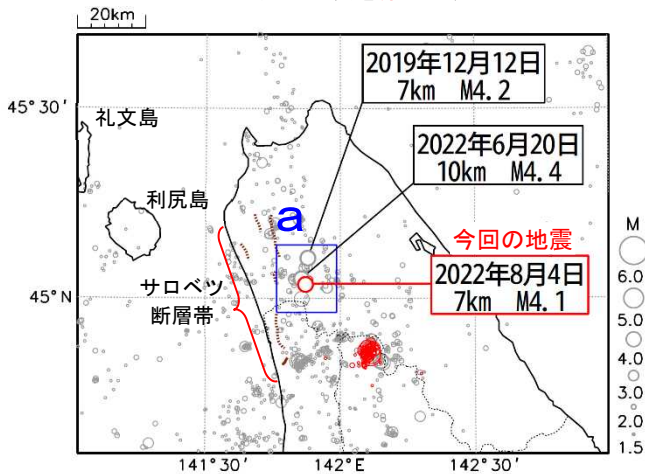 20km
45°30′
礼文島
利尻島
サロベツ
断層帯
45°N
a
2019年12月12日
7km M4.2
2022年6月20日
10km M4.4
今回の地震
2022年8月4日
7km M4.1
M
6.0
5.0
4.0
3.0
2.0
1.5
141°30′
142°E
142°30′